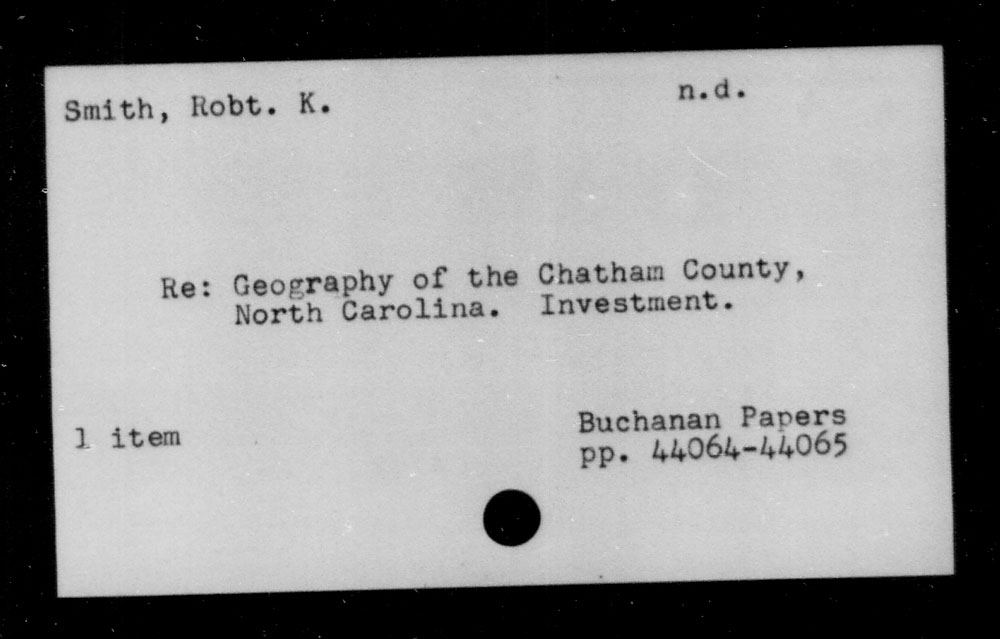 Smith, Robt. K. n.d.
Re: Geography of the Chatham County,
North Carolina. Investment.
1 item
Buchanan Papers
pp. 44064-44065